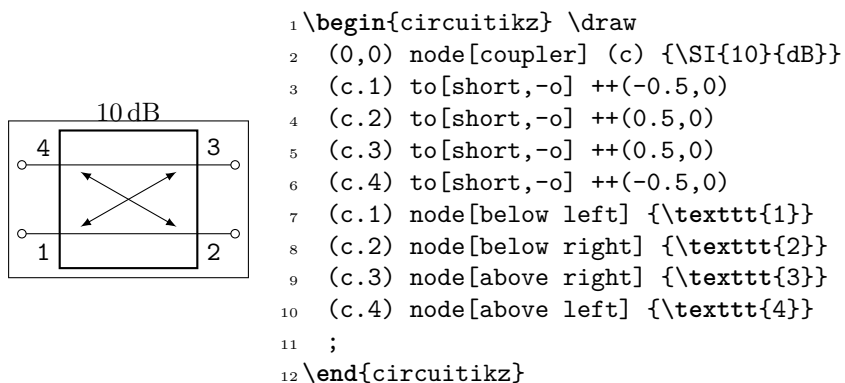 10 dB
4 3
1 2
1 \begin{circuitikz} \draw
2 (0,0) node[coupler] (c) {\SI{10}{dB}}
3 (c.1) to[short,-o] ++(-0.5,0)
4 (c.2) to[short,-o] ++(0.5,0)
5 (c.3) to[short,-o] ++(0.5,0)
6 (c.4) to[short,-o] ++(-0.5,0)
7 (c.1) node[below left] {\texttt{1}}
8 (c.2) node[below right] {\texttt{2}}
9 (c.3) node[above right] {\texttt{3}}
10 (c.4) node[above left] {\texttt{4}}
11 ;
12 \end{circuitikz}